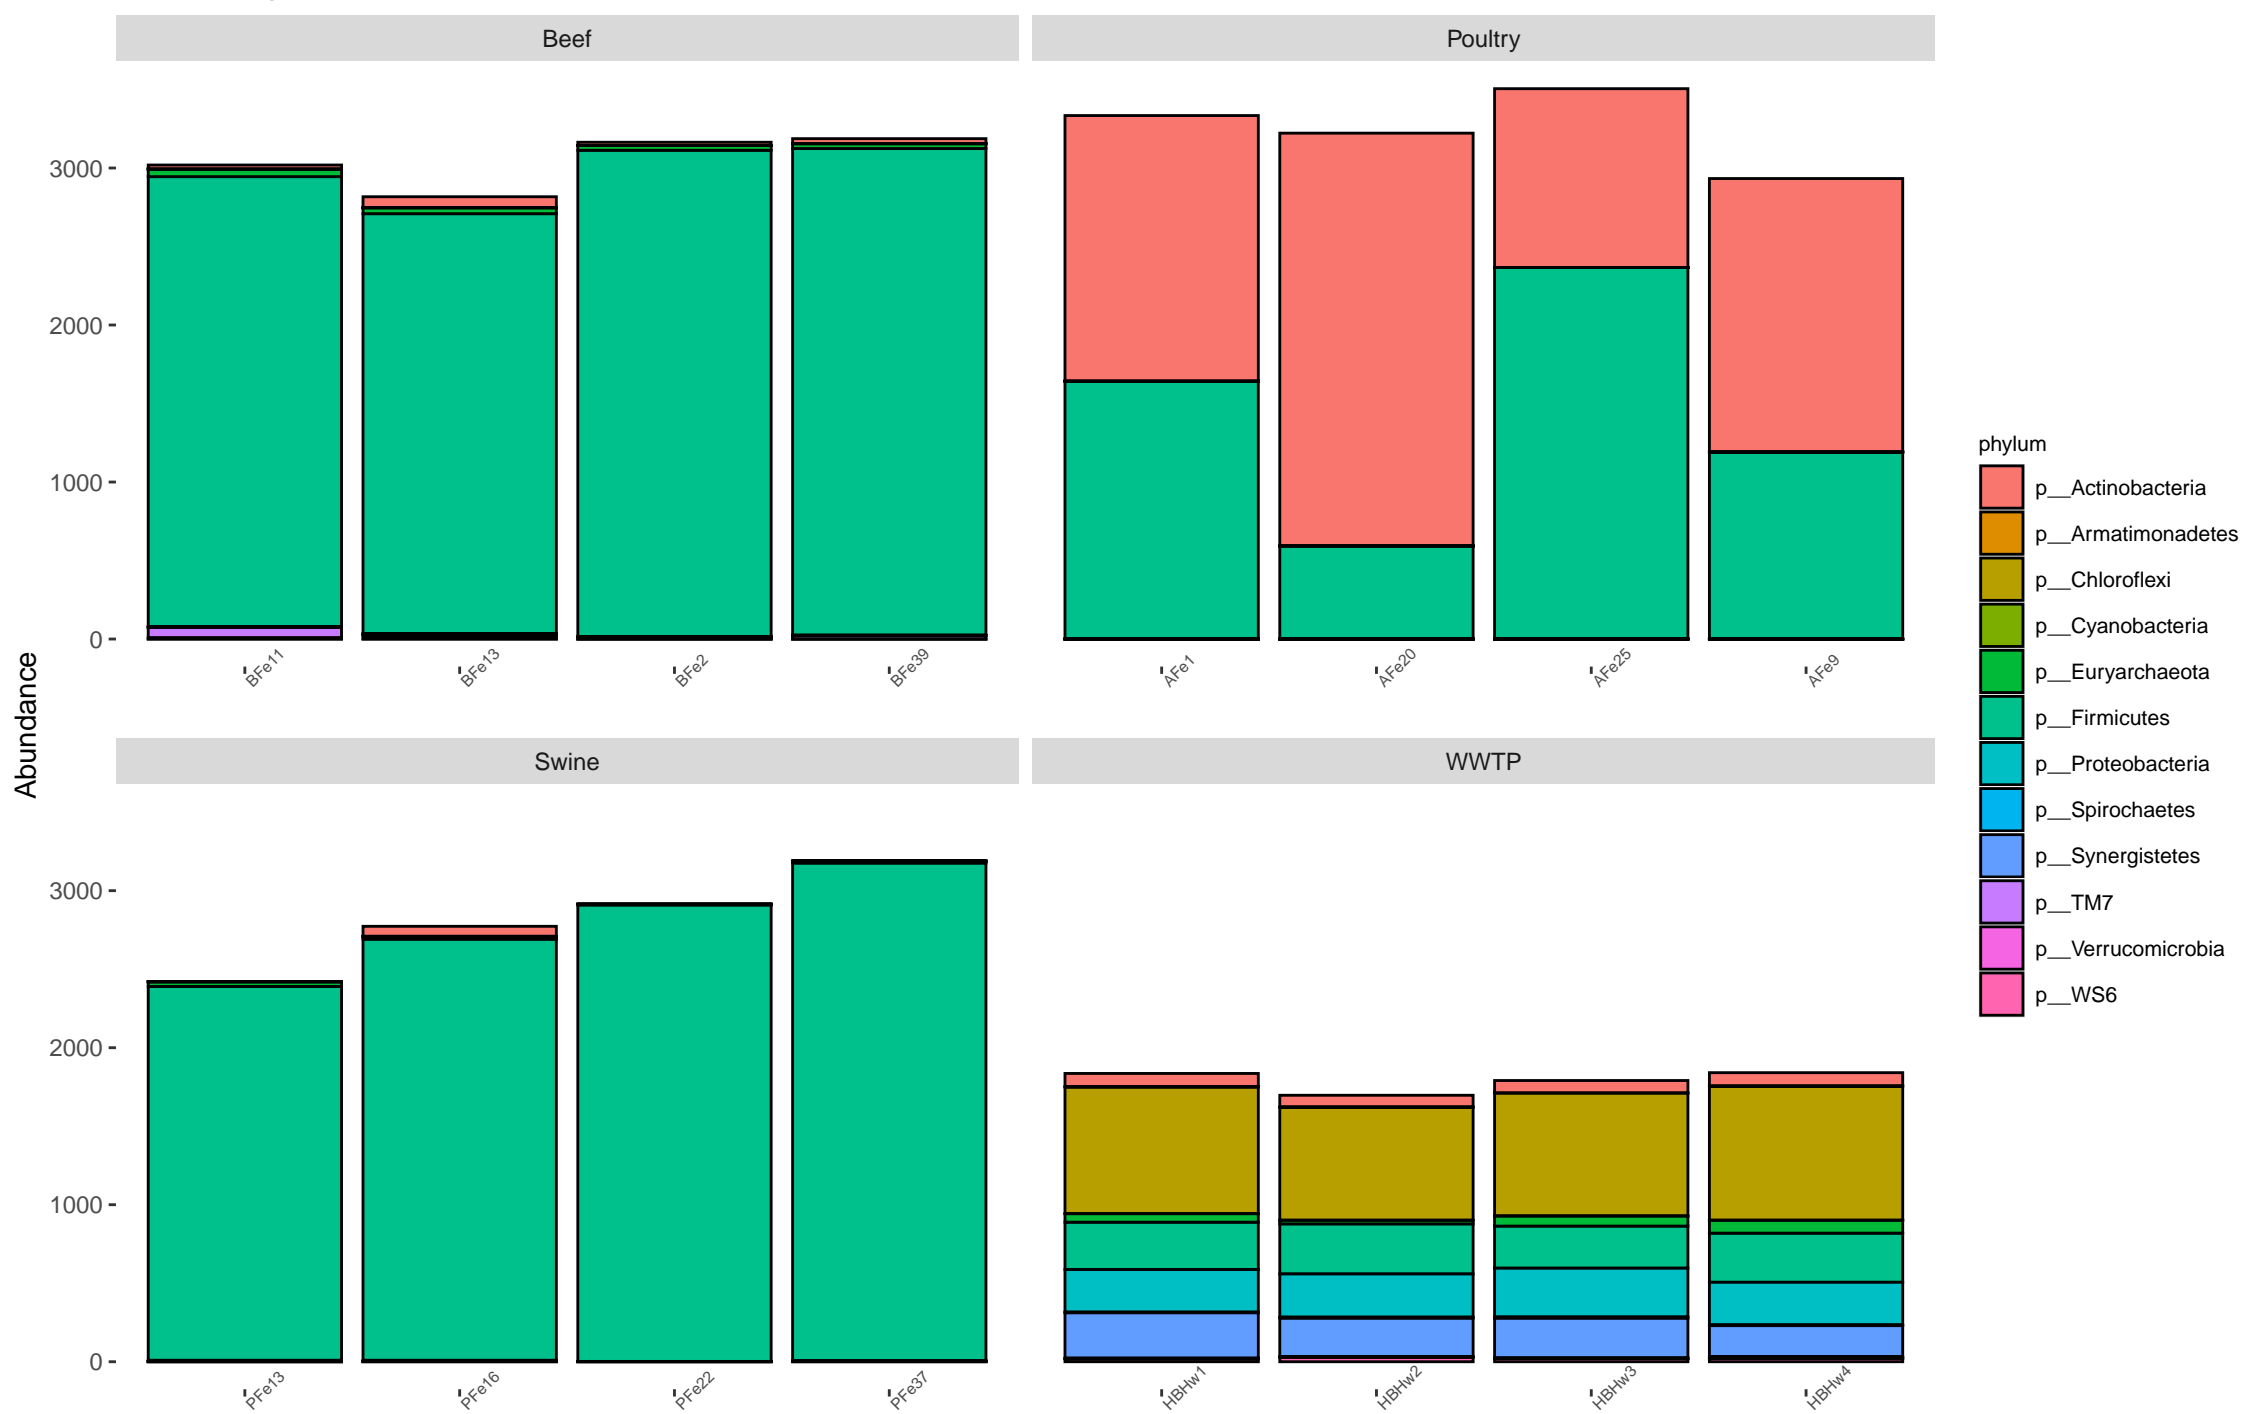 Beef
Poultry
3000
2000
1000
0
BFe11
BFe13
BFe2
BFe39
AFe1
AFe20
AFe25
AFe9
Abundance
Swine
WWTP
3000
2000
1000
0
PFe13
PFe16
PFe22
PFe37
HBHw1
HBHw2
HBHw3
HBHw4
phylum
p__Actinobacteria
p__Armatimonadetes
p__Chloroflexi
p__Cyanobacteria
p__Euryarchaeota
p__Firmicutes
p__Proteobacteria
p__Spirochaetes
p__Synergistetes
p__TM7
p__Verrucomicrobia
p__WS6